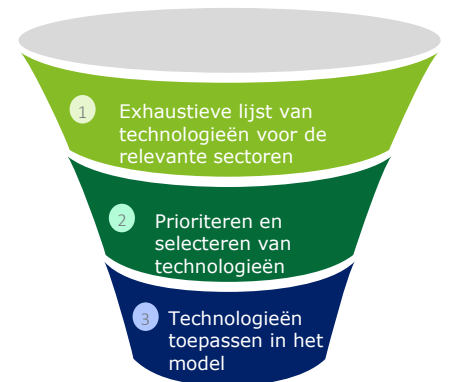 1
Exhaustieve lijst van
technologieën voor de
relevante sectoren
2
Prioriteren en
selecteren van
technologieën
3
Technologieën
toepassen in het
model